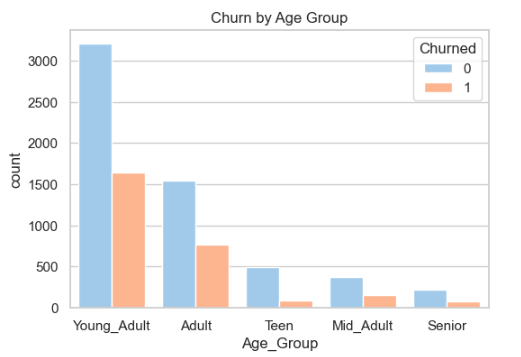 Churn by Age Group
Churned
0
1
3000
2500
2000
1500
1000
500
0
count
Young_Adult Adult Teen Mid_Adult Senior
Age_Group